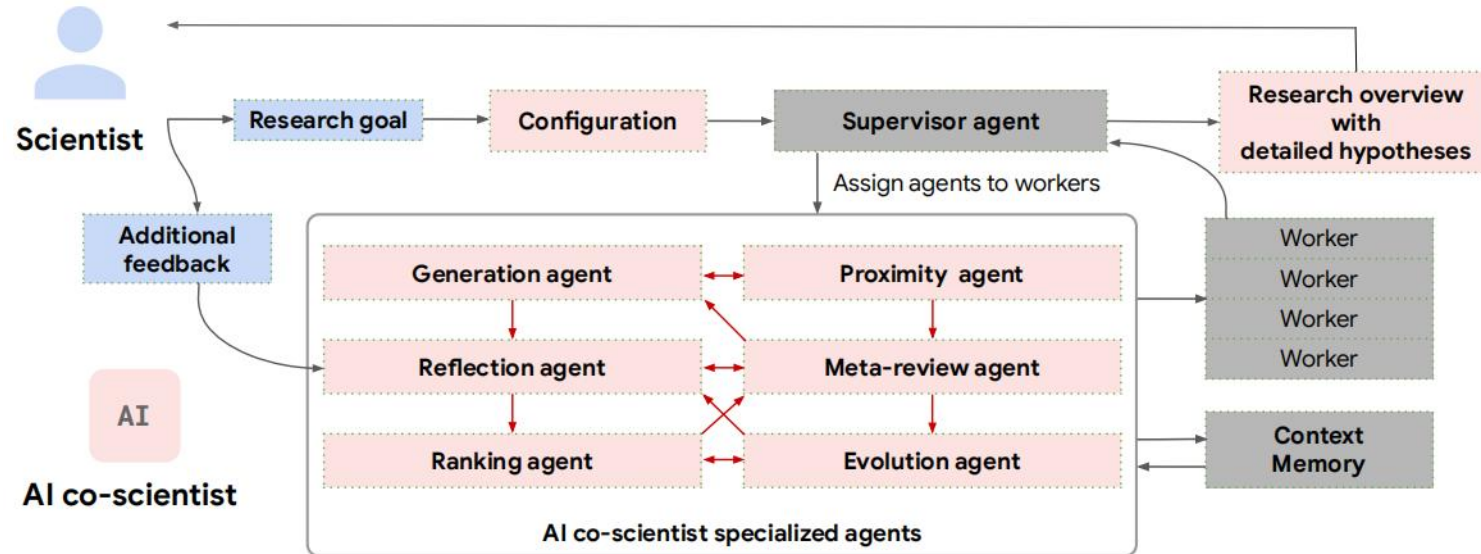 Scientist
Research goal
Configuration
Supervisor agent
Research overview
with
detailed hypotheses
Assign agents to workers
Additional
feedback
Generation agent
Proximity agent
Reflection agent
Meta-review agent
Ranking agent
Evolution agent
AI co-scientist specialized agents
Worker
Worker
Worker
Worker
Context
Memory
AI
AI co-scientist